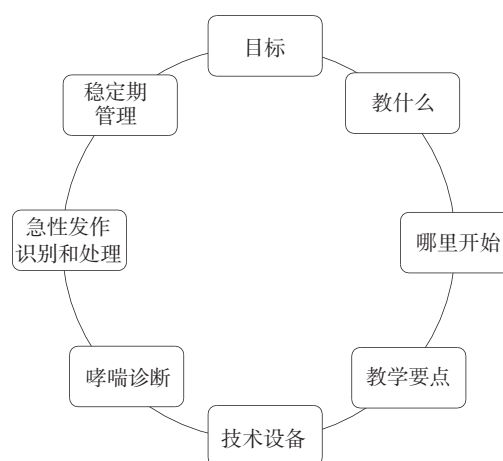 目标
教什么
哪里开始
教学要点
技术设备
哮喘诊断
急性发作
识别和处理
稳定期
管理